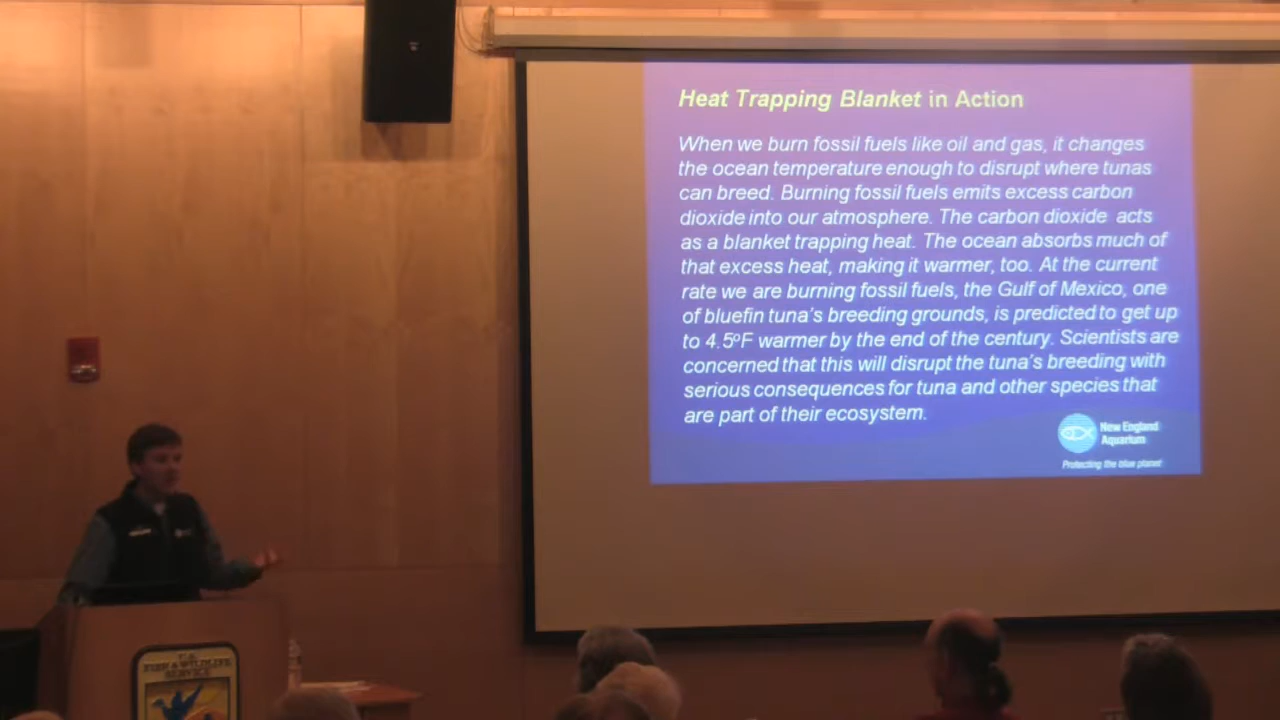 Heat Trapping Blanket in Action
When we burn fossil fuels like oil and gas, it changes
the ocean temperature enough to disrupt where tunas
can breed. Burning fossil fuels emits excess carbon
dioxide into our atmosphere. The carbon dioxide acts
as a blanket trapping heat. The ocean absorbs much of
that excess heat, making it warmer, too. At the current
rate we are burning fossil fuels, the Gulf of Mexico, one
of bluefin tuna's breeding grounds, is predicted to get up
to 4.5ºF warmer by the end of the century. Scientists are
concerned that this will disrupt the tuna's breeding with
serious consequences for tuna and other species that
are part of their ecosystem.
New England
Aquarium
Protecting the blue planet
U.S.
FISH & WILDLIFE
SERVICE